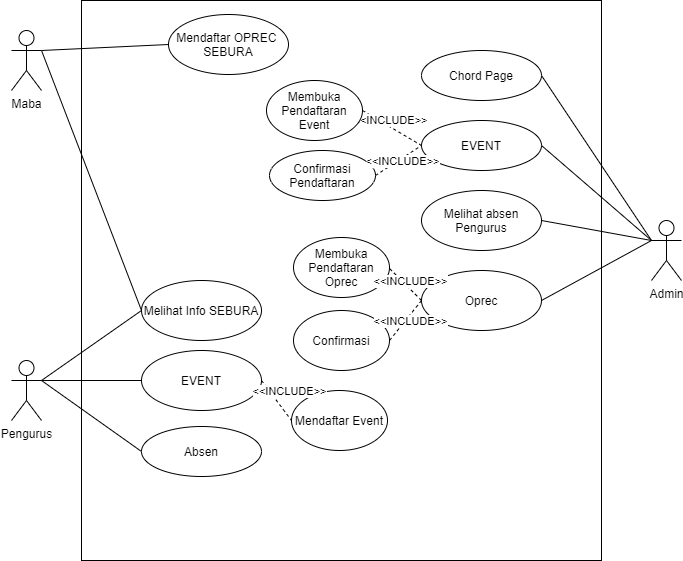 Mendaftar OPREC
SEBURA
Maba
Chord Page
Membuka
Pendaftaran
Event
<INCLUDE>>
EVENT
<<INCLUDE>>
Confirmasi
Pendaftaran
Melihat absen
Pengurus
Membuka
Pendaftaran
Oprec
<<INCLUDE>>
Oprec
Admin
<<INCLUDE>>
Confirmasi
Melihat Info SEBURA
EVENT
<<INCLUDE>>
Mendaftar Event
Pengurus
Absen